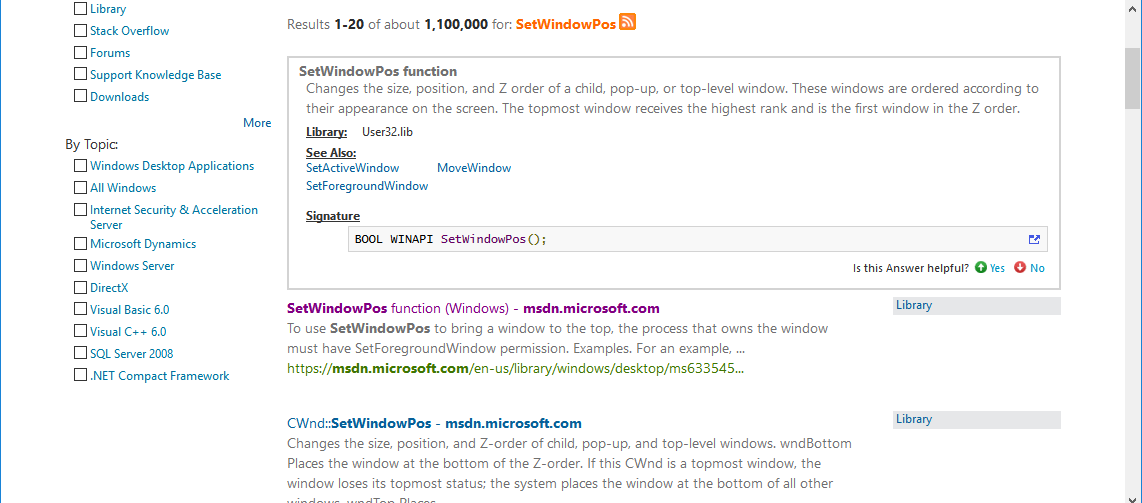 Library
Stack Overflow
Forums
Support Knowledge Base
Downloads
More
By Topic:
Windows Desktop Applications
All Windows
Internet Security & Acceleration
Server
Microsoft Dynamics
Windows Server
DirectX
Visual Basic 6.0
Visual C++ 6.0
SQL Server 2008
.NET Compact Framework
Results 1-20 of about 1,100,000 for: SetWindowPos
SetWindowPos function
Changes the size, position, and Z order of a child, pop-up, or top-level window. These windows are ordered according to
their appearance on the screen. The topmost window receives the highest rank and is the first window in the Z order.
Library: User32.lib
See Also:
SetActiveWindow MoveWindow
SetForegroundWindow
Signature
BOOL WINAPI SetWindowPos();
Is this Answer helpful? Yes No
SetWindowPos function (Windows) - msdn.microsoft.com
Library
To use SetWindowPos to bring a window to the top, the process that owns the window
must have SetForegroundWindow permission. Examples. For an example, ...
https://msdn.microsoft.com/en-us/library/windows/desktop/ms633545...
CWnd::SetWindowPos - msdn.microsoft.com
Library
Changes the size, position, and Z-order of child, pop-up, and top-level windows. wndBottom
Places the window at the bottom of the Z-order. If this CWnd is a topmost window, the
window loses its topmost status; the system places the window at the bottom of all other
windows. wndTop Places